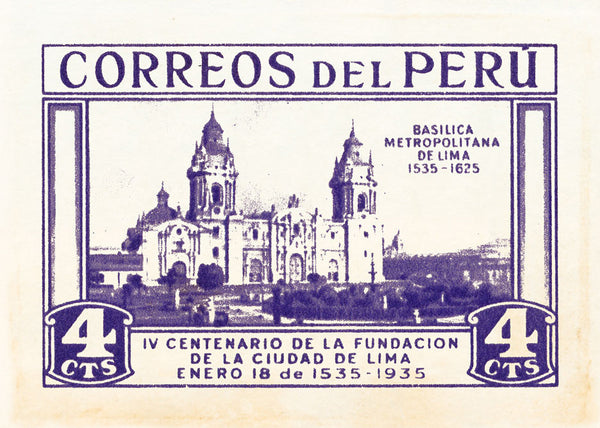 CORREOS DEL PERÚ
BASILICA
METROPOLITANA
DE LIMA
1535-1625
4
CTS
IV CENTENARIO DE LA FUNDACION
DE LA CIUDAD DE LIMA
ENERO 18 de 1535-1935
4
CTS